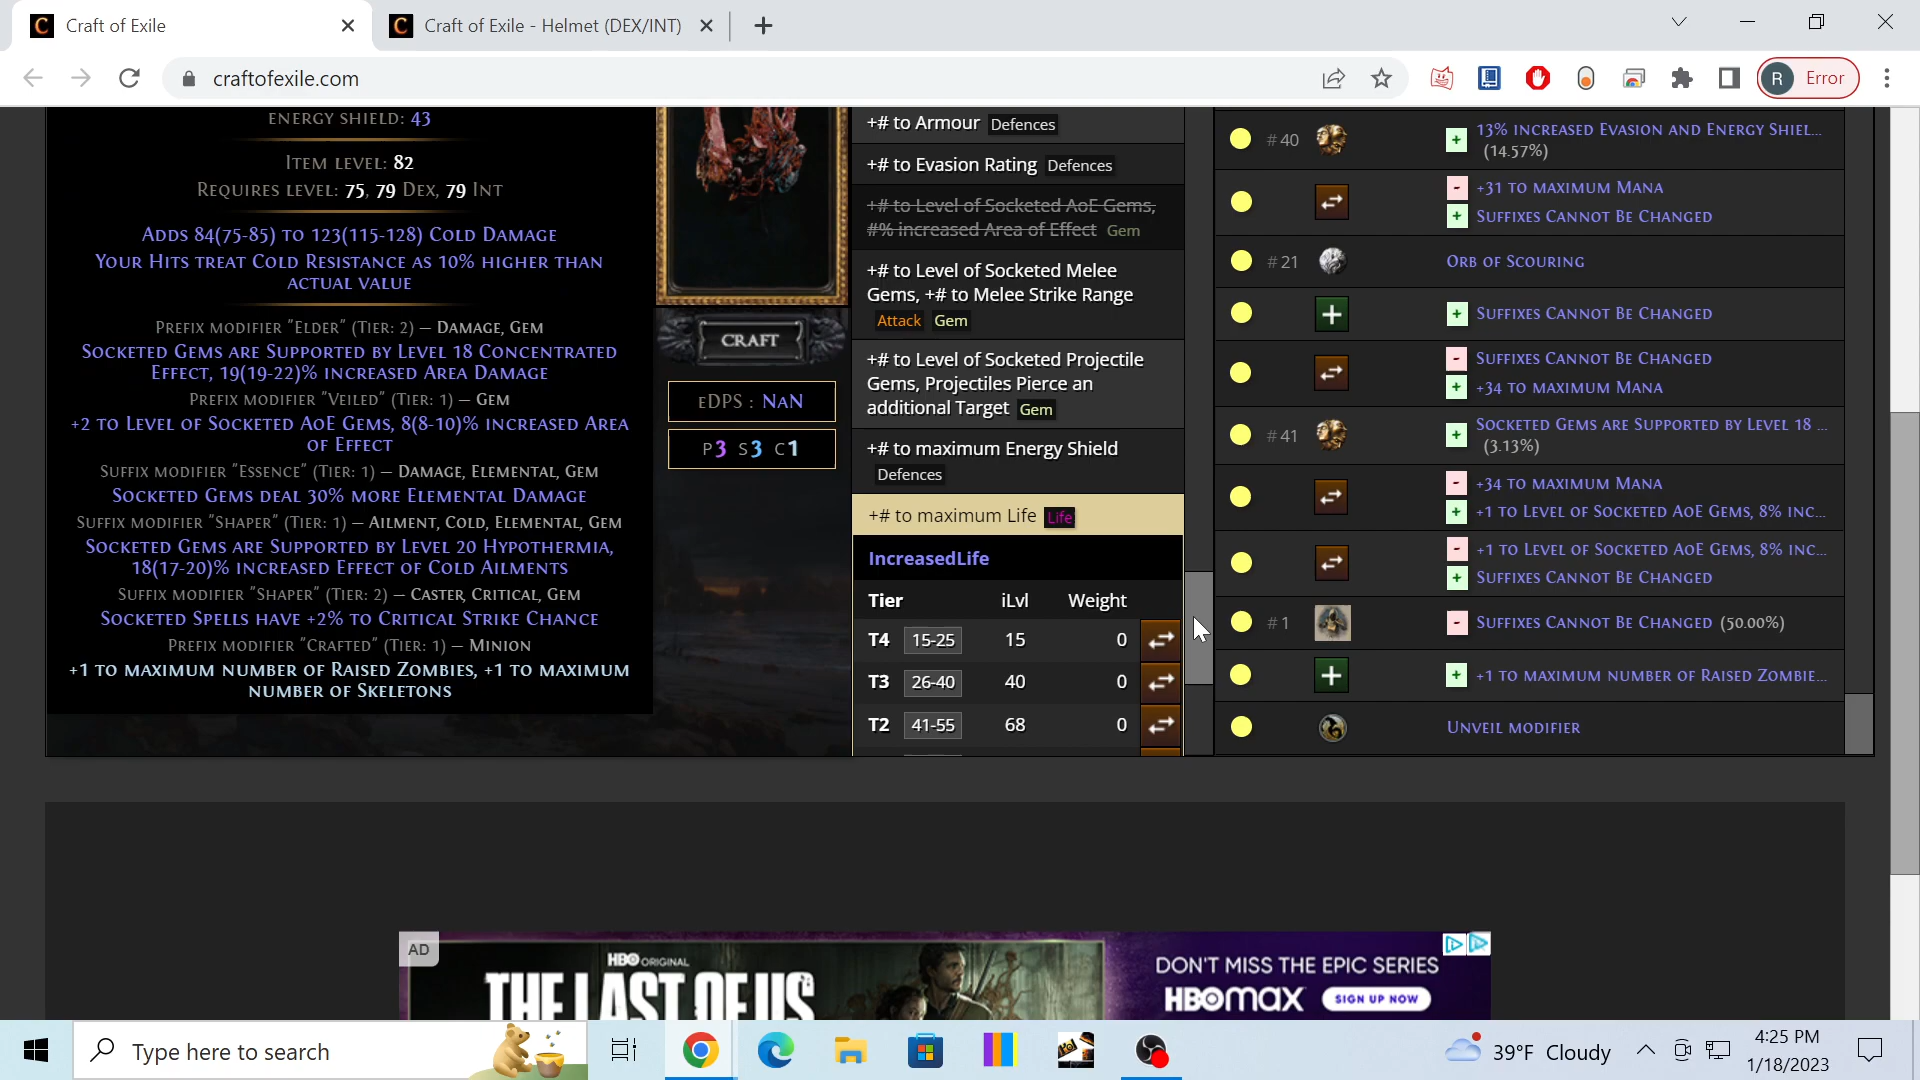 Craft of Exile
Craft of Exile - Helmet (DEX/INT)
craftofexile.com
R Error
ENERGY SHIELD: 43
ITEM LEVEL: 82
REQUIRES LEVEL: 75, 79 DEX, 79 INT
ADDS 84(75-85) TO 123(115-128) COLD DAMAGE
YOUR HITS TREAT COLD RESISTANCE AS 10% HIGHER THAN
ACTUAL VALUE
PREFIX MODIFIER "ELDER" (TIER: 2) — DAMAGE, GEM
SOCKETED GEMS ARE SUPPORTED BY LEVEL 18 CONCENTRATED
EFFECT, 19(19-22)% INCREASED AREA DAMAGE
PREFIX MODIFIER "VEILED" (TIER: 1) — GEM
+2 TO LEVEL OF SOCKETED AOE GEMS, 8(8-10)% INCREASED AREA
OF EFFECT
SUFFIX MODIFIER "ESSENCE" (TIER: 1) — DAMAGE, ELEMENTAL, GEM
SOCKETED GEMS DEAL 30% MORE ELEMENTAL DAMAGE
SUFFIX MODIFIER "SHAPER" (TIER: 1) — AILMENT, COLD, ELEMENTAL, GEM
SOCKETED GEMS ARE SUPPORTED BY LEVEL 20 HYPOTHERMIA,
18(17-20)% INCREASED EFFECT OF COLD AILMENTS
SUFFIX MODIFIER "SHAPER" (TIER: 2) — CASTER, CRITICAL, GEM
SOCKETED SPELLS HAVE +2% TO CRITICAL STRIKE CHANCE
PREFIX MODIFIER "CRAFTED" (TIER: 1) — MINION
+1 TO MAXIMUM NUMBER OF RAISED ZOMBIES, +1 TO MAXIMUM
NUMBER OF SKELETONS
CRAFT
eDPS : NaN
P3 S3 C1
+# to Armour Defences
+# to Evasion Rating Defences
+# to Level of Socketed AoE Gems,
#% increased Area of Effect Gem
+# to Level of Socketed Melee
Gems, +# to Melee Strike Range
Attack Gem
+# to Level of Socketed Projectile
Gems, Projectiles Pierce an
additional Target Gem
+# to maximum Energy Shield
Defences
+# to maximum Life Life
IncreasedLife
Tier iLvl Weight
T4 15-25 15 0
T3 26-40 40 0
T2 41-55 68 0
#40 + 13% INCREASED EVASION AND ENERGY SHIEL...
(14.57%)
- +31 TO MAXIMUM MANA
+ SUFFIXES CANNOT BE CHANGED
#21 ORB OF SCOURING
+ SUFFIXES CANNOT BE CHANGED
- SUFFIXES CANNOT BE CHANGED
+ +34 TO MAXIMUM MANA
#41 + SOCKETED GEMS ARE SUPPORTED BY LEVEL 18 ...
(3.13%)
- +34 TO MAXIMUM MANA
+ +1 TO LEVEL OF SOCKETED AOE GEMS, 8% INC...
- +1 TO LEVEL OF SOCKETED AOE GEMS, 8% INC...
+ SUFFIXES CANNOT BE CHANGED
#1 - SUFFIXES CANNOT BE CHANGED (50.00%)
+ +1 TO MAXIMUM NUMBER OF RAISED ZOMBIE...
UNVEIL MODIFIER
AD
HBO ORIGINAL
THE LAST OF US
DON'T MISS THE EPIC SERIES
HBOMAX SIGN UP NOW
Type here to search
39°F Cloudy
4:25 PM
1/18/2023